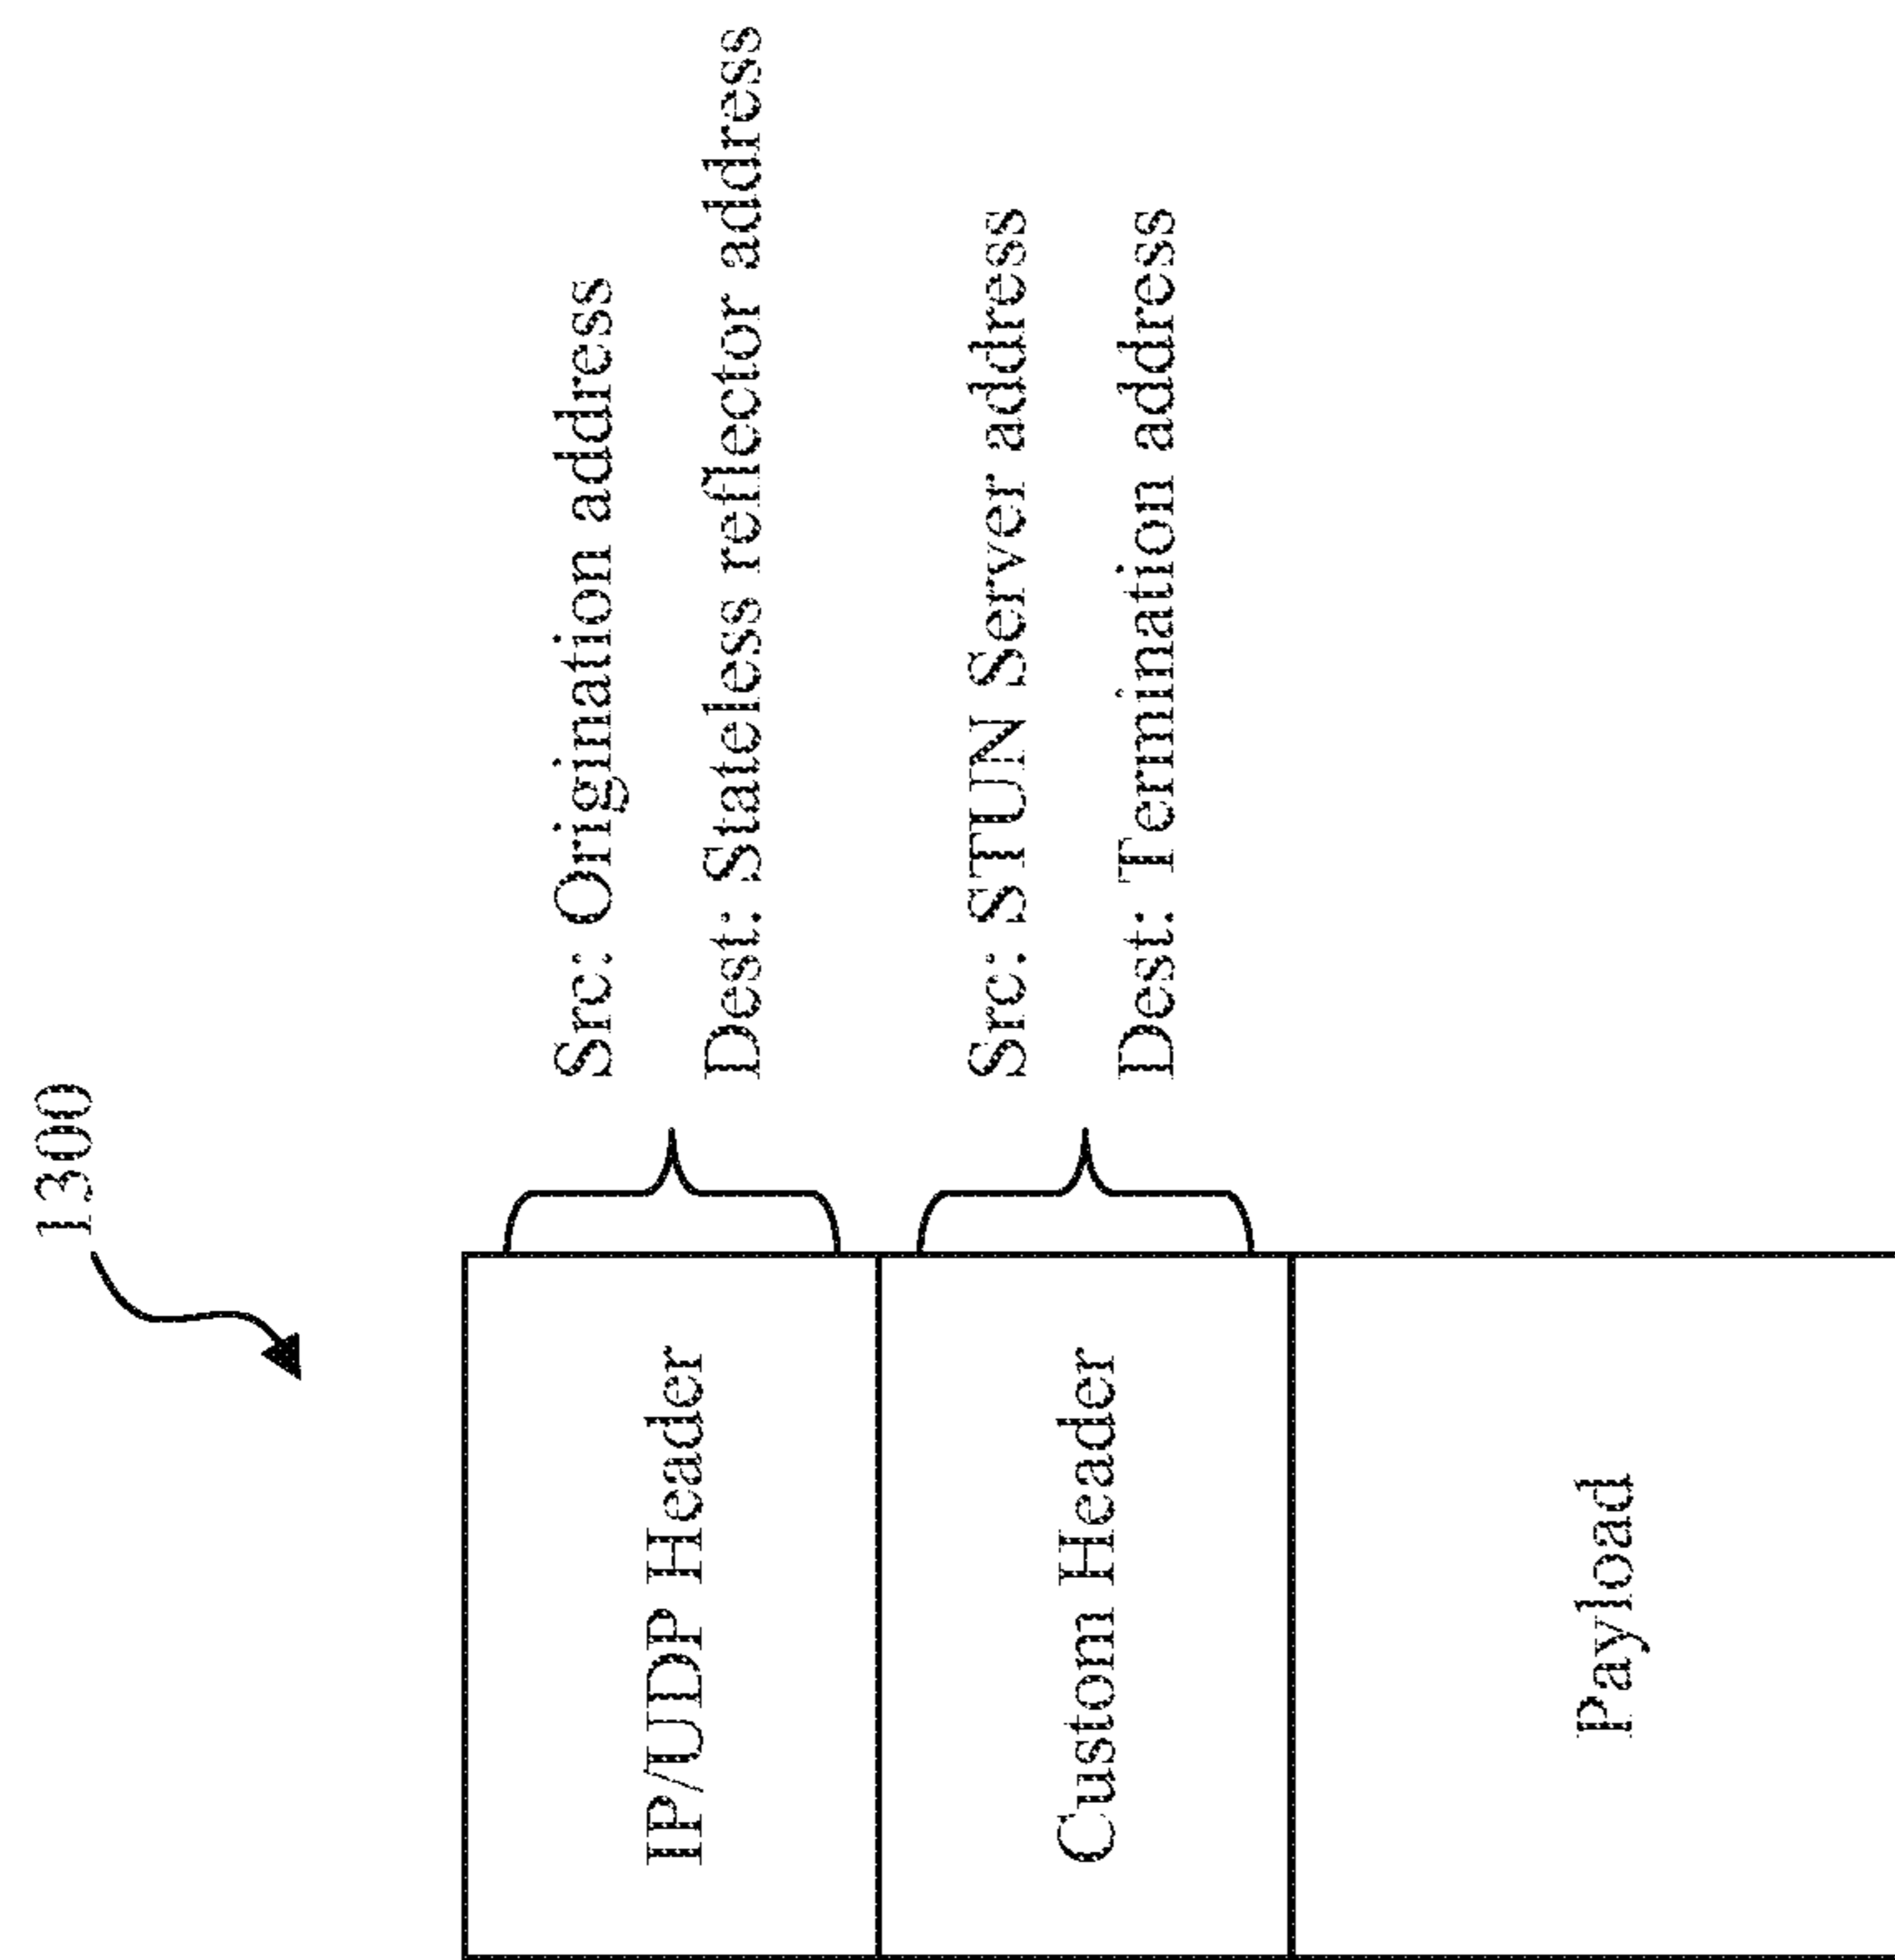 1300
IP/UDP Header
Src: Origination address
Dest: Stateless reflector address
Custom Header
Src: STUN Server address
Dest: Termination address
Payload